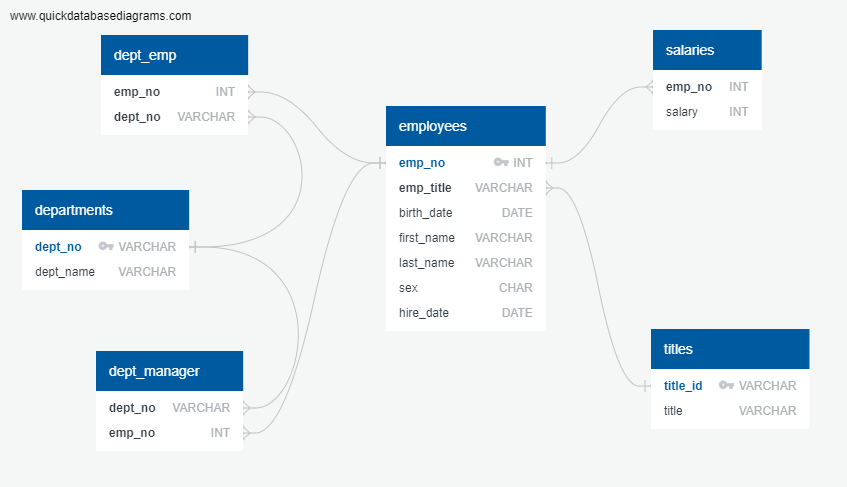 www.quickdatabasediagrams.com
dept_emp
emp_no INT
dept_no VARCHAR
departments
dept_no VARCHAR
dept_name VARCHAR
dept_manager
dept_no VARCHAR
emp_no INT
employees
emp_no INT
emp_title VARCHAR
birth_date DATE
first_name VARCHAR
last_name VARCHAR
sex CHAR
hire_date DATE
salaries
emp_no INT
salary INT
titles
title_id VARCHAR
title VARCHAR